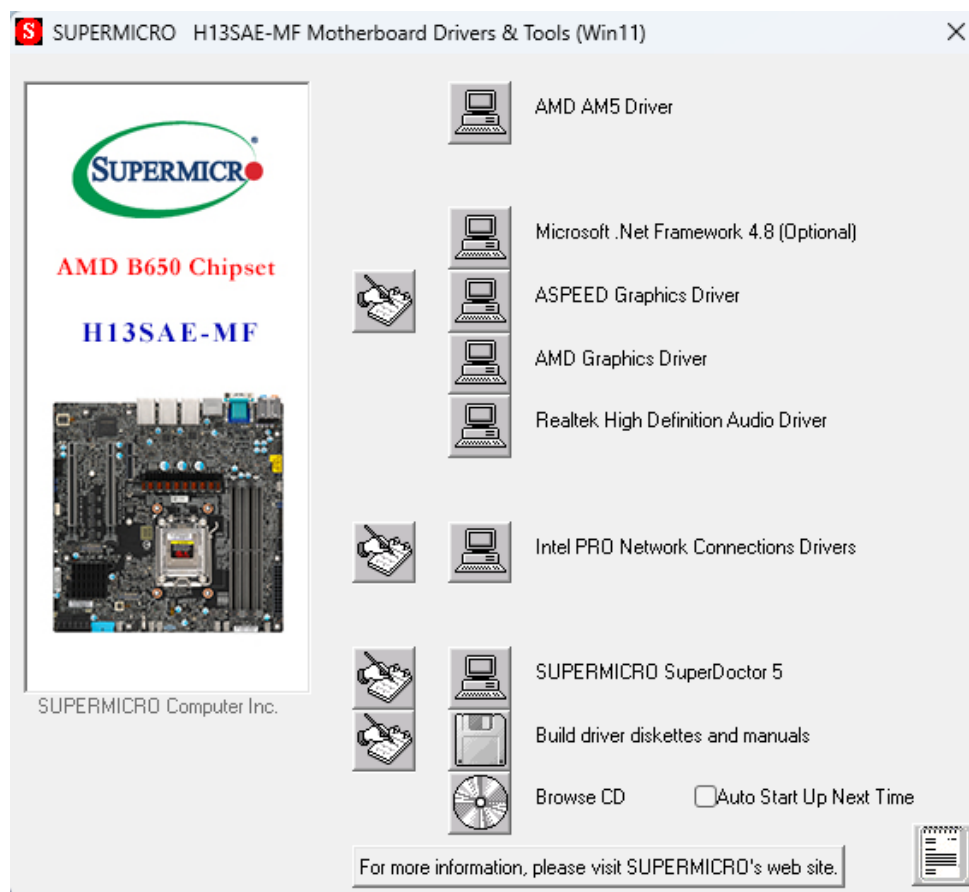 S SUPERMICRO H13SAE-MF Motherboard Drivers & Tools (Win11)
SUPERMICR
AMD B650 Chipset
H13SAE-MF
SUPERMICRO Computer Inc.
AMD AM5 Driver
Microsoft .Net Framework 4.8 (Optional)
ASPEED Graphics Driver
AMD Graphics Driver
Realtek High Definition Audio Driver
Intel PRO Network Connections Drivers
SUPERMICRO SuperDoctor 5
Build driver diskettes and manuals
Browse CD Auto Start Up Next Time
For more information, please visit SUPERMICRO's web site.